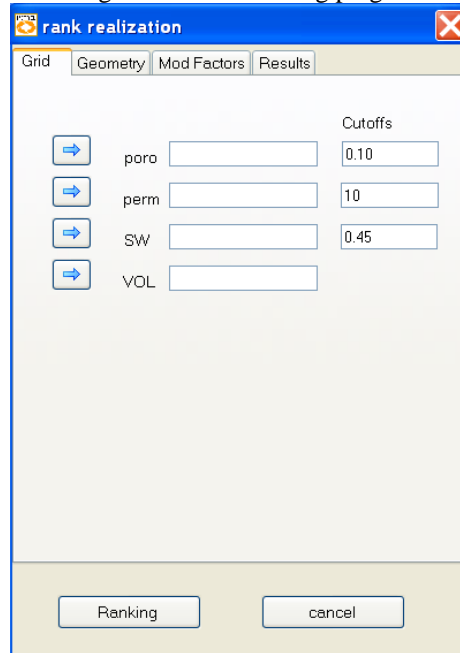 rank realization
Grid Geometry Mod Factors Results
Cutoffs
poro 0.10
perm 10
SW 0.45
VOL
Ranking cancel